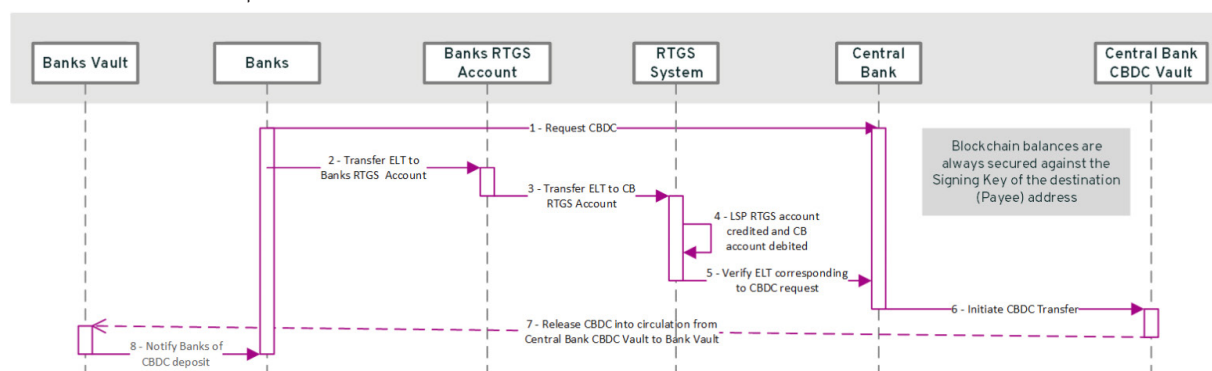 Banks Vault
Banks
Banks RTGS
Account
RTGS
System
Central
Bank
Central Bank
CBDC Vault
1 - Request CBDC
Blockchain balances are
always secured against the
Signing Key of the destination
(Payee) address
2 - Transfer ELT to
Banks RTGS Account
3 - Transfer ELT to CB
RTGS Account
4 - LSP RTGS account
credited and CB
account debited
5 - Verify ELT corresponding
to CBDC request
6 - Initiate CBDC Transfer
7 - Release CBDC into circulation from
Central Bank CBDC Vault to Bank Vault
8 - Notify Banks of
CBDC deposit